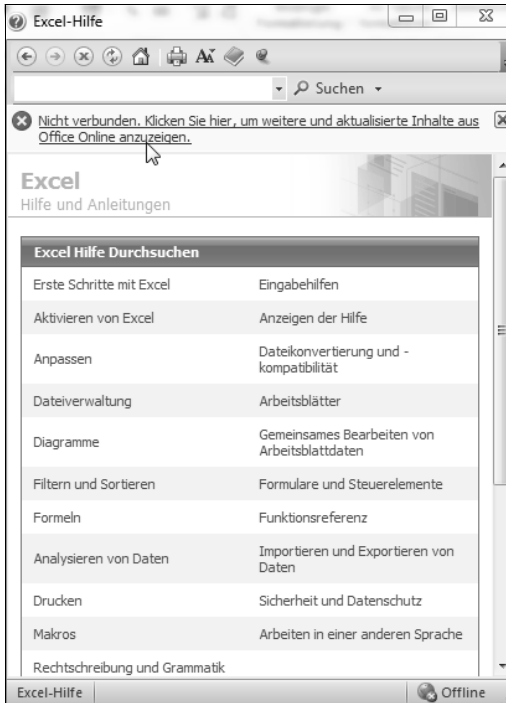 Excel-Hilfe
Suchen
Nicht verbunden. Klicken Sie hier, um weitere und aktualisierte Inhalte aus
Office Online anzuzeigen.
Excel
Hilfe und Anleitungen
Excel Hilfe Durchsuchen
Erste Schritte mit Excel
Eingabehilfen
Aktivieren von Excel
Anzeigen der Hilfe
Anpassen
Dateikonvertierung und -
kompatibilität
Dateiverwaltung
Arbeitsblätter
Diagramme
Gemeinsames Bearbeiten von
Arbeitsblattdaten
Filtern und Sortieren
Formulare und Steuerelemente
Formeln
Funktionsreferenz
Analysieren von Daten
Importieren und Exportieren von
Daten
Drucken
Sicherheit und Datenschutz
Makros
Arbeiten in einer anderen Sprache
Rechtschreibung und Grammatik
Excel-Hilfe
Offline